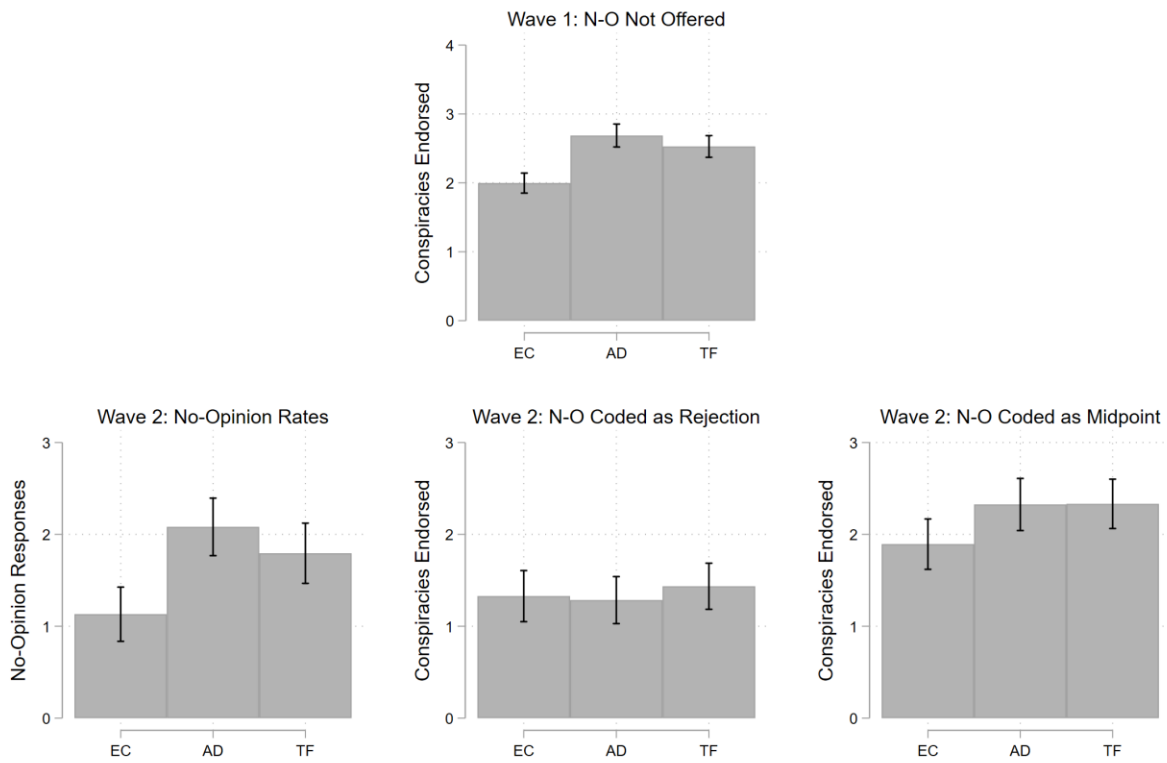 Wave 1: N-O Not Offered
Conspiracies Endorsed
4
3
2
1
0
EC AD TF
Wave 2: No-Opinion Rates
No-Opinion Responses
3
2
1
0
EC AD TF
Wave 2: N-O Coded as Rejection
Conspiracies Endorsed
3
2
1
0
EC AD TF
Wave 2: N-O Coded as Midpoint
Conspiracies Endorsed
3
2
1
0
EC AD TF